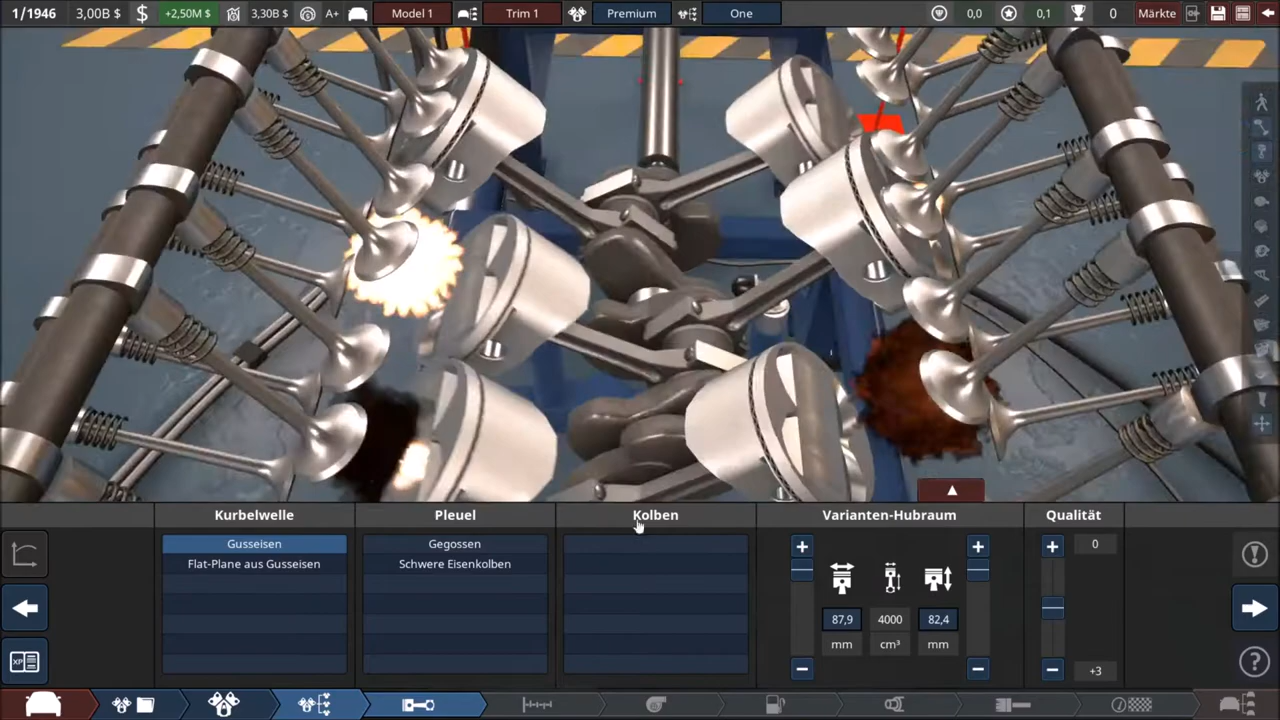 1/1946 $ 3,00B $ $ +2,50M $ 3,30B $ A+ Model 1 Trim 1 Premium One 0,0 0,1 0 Märkte
Kurbelwelle Pleuel Kolben Varianten-Hubraum Qualität
Gusseisen Gegossen + + + 0
Flat-Plane aus Gusseisen Schwere Eisenkolben
87,9 4000 82,4
mm cm³ mm
- - - +3
XP